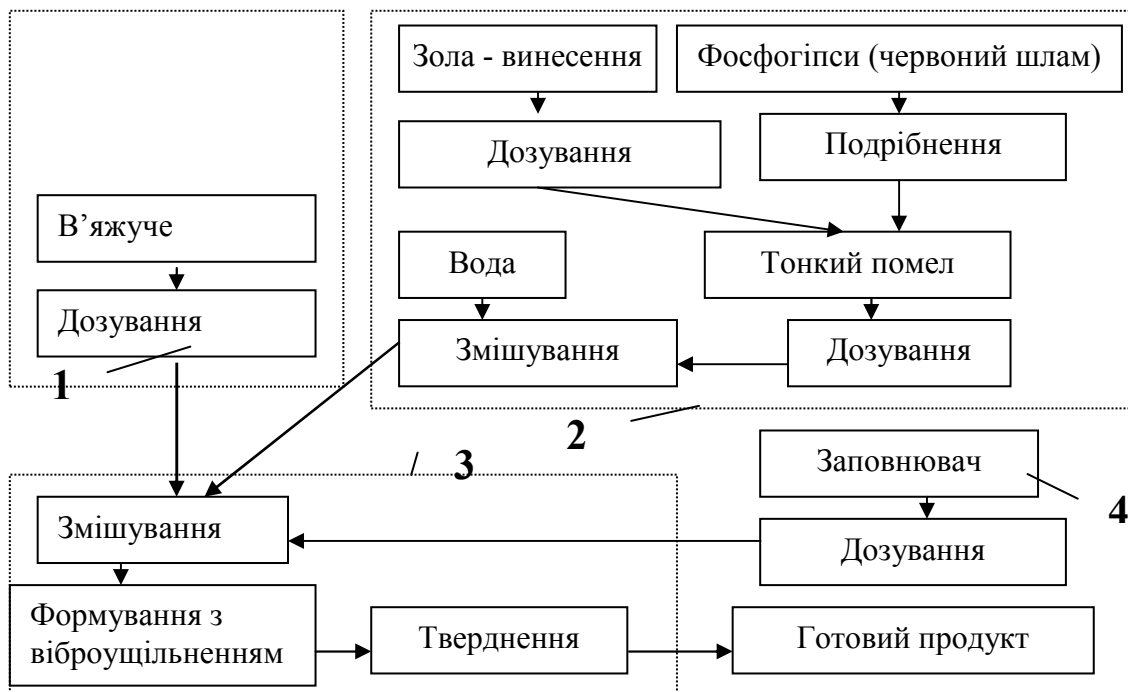 Зола - винесення
Фосфогіпси (червоний шлам)
Дозування
Подрібнення
В’яжуче
Вода
Тонкий помел
Дозування
Змішування
Дозування
1
2
3
Заповнювач
4
Змішування
Дозування
Формування з
віброущільненням
Тверднення
Готовий продукт